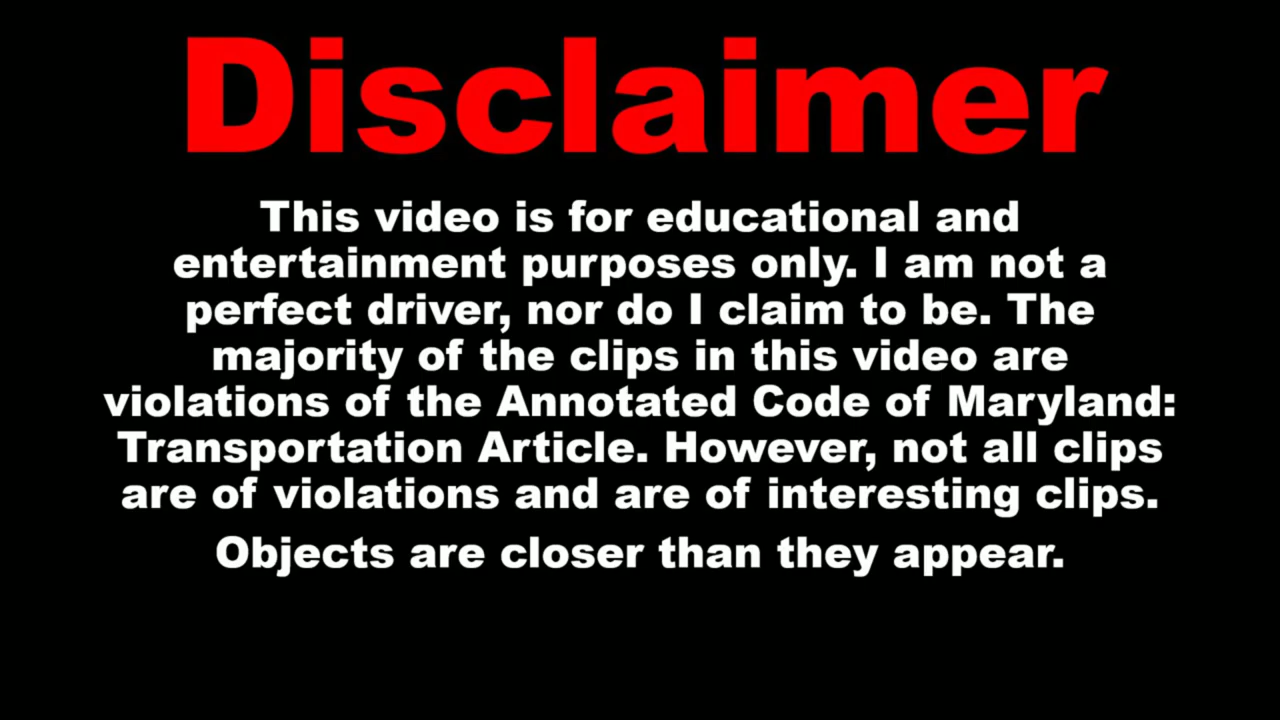 Disclaimer
This video is for educational and
entertainment purposes only. I am not a
perfect driver, nor do I claim to be. The
majority of the clips in this video are
violations of the Annotated Code of Maryland:
Transportation Article. However, not all clips
are of violations and are of interesting clips.
Objects are closer than they appear.